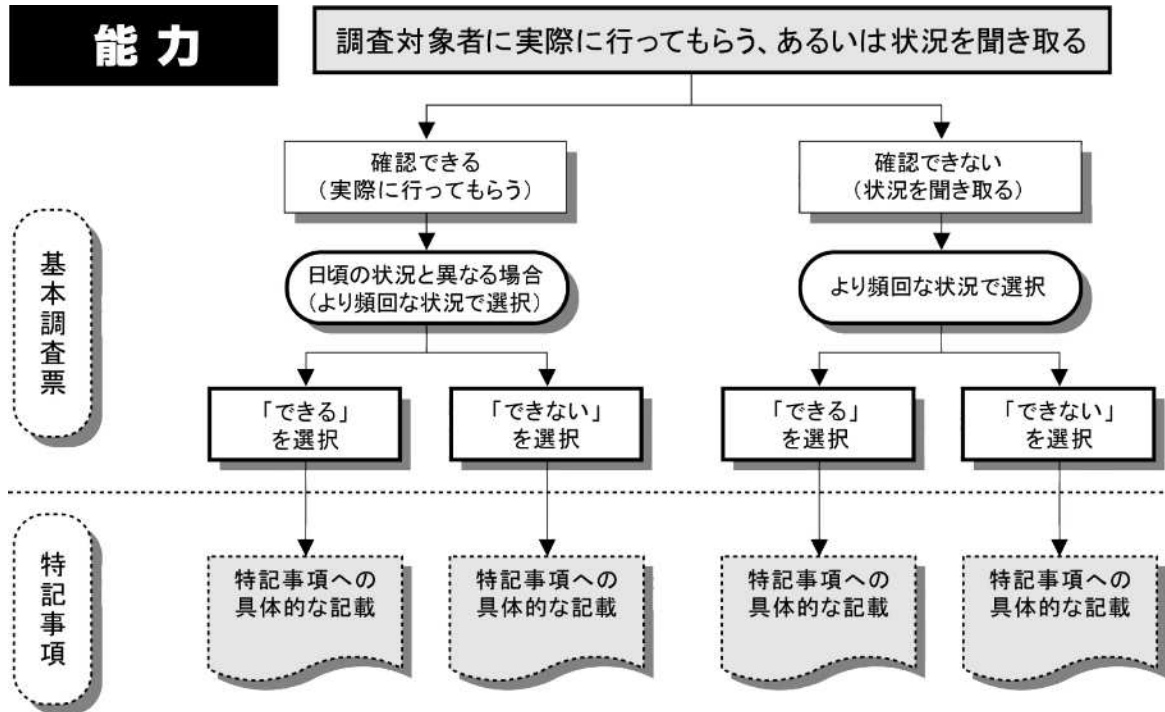 能力
調査対象者に実際に行ってもらう、あるいは状況を聞き取る
確認できる
（実際に行ってもらう）
確認できない
（状況を聞き取る）
基本調査票
日頃の状況と異なる場合
（より頻回な状況で選択）
より頻回な状況で選択
「できる」
を選択
「できない」
を選択
「できる」
を選択
「できない」
を選択
特記事項
特記事項への
具体的な記載
特記事項への
具体的な記載
特記事項への
具体的な記載
特記事項への
具体的な記載